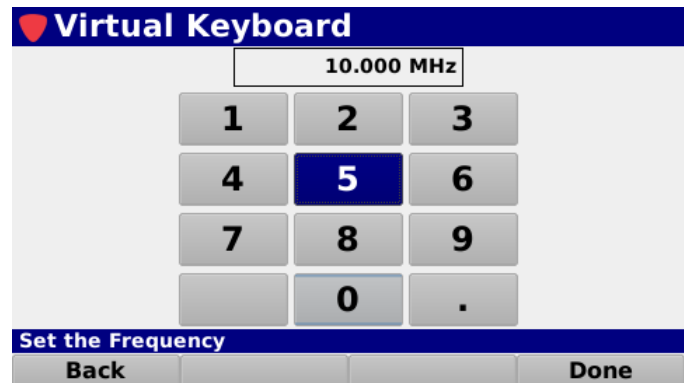 Virtual Keyboard
10.000 MHz
1 2 3
4 5 6
7 8 9
0 .
Set the Frequency
Back Done